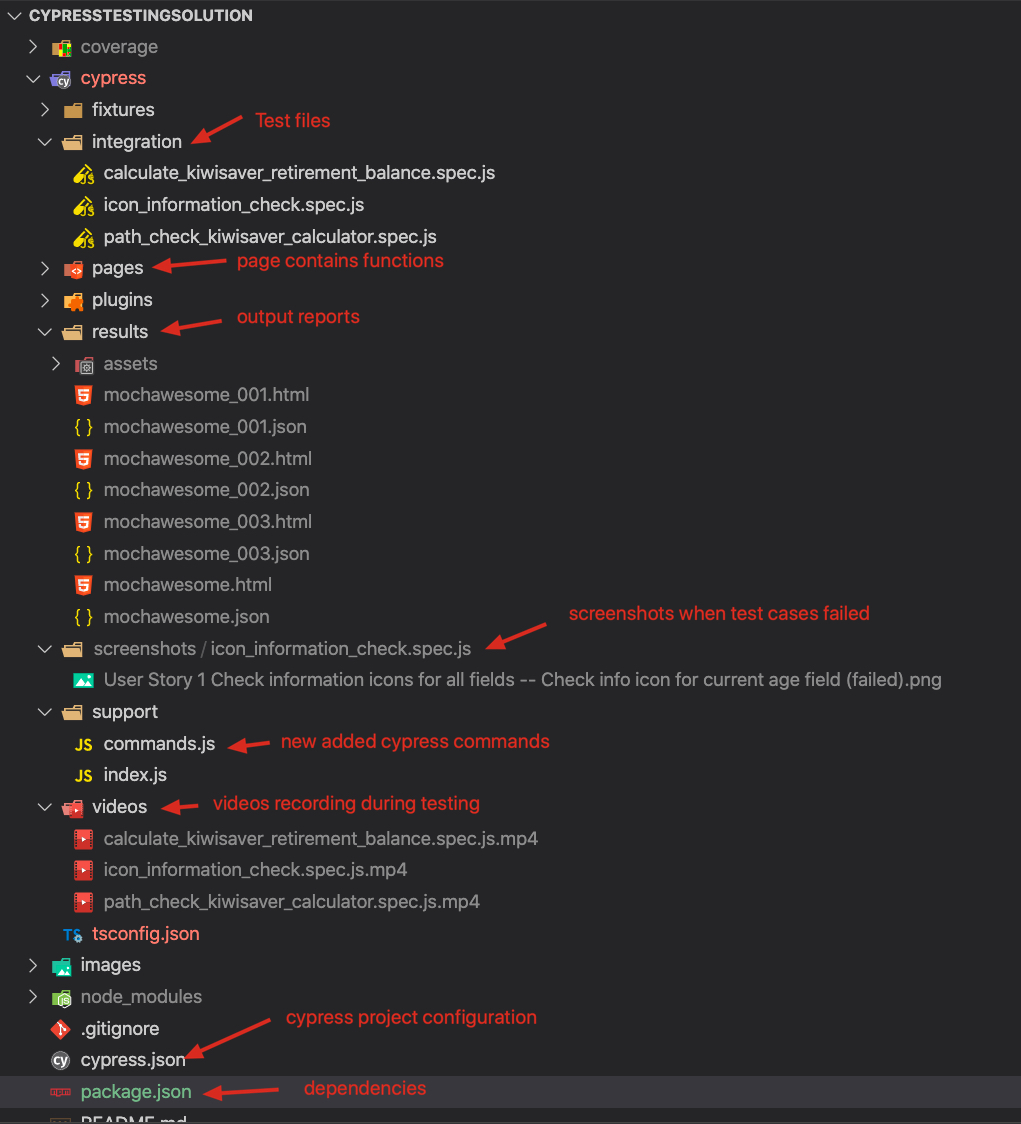 CYPRESSTESTINGSOLUTION
coverage
cypress
fixtures
integration
Test files
calculate_kiwisaver_retirement_balance.spec.js
icon_information_check.spec.js
path_check_kiwisaver_calculator.spec.js
pages
page contains functions
plugins
results
output reports
assets
mochawesome_001.html
mochawesome_001.json
mochawesome_002.html
mochawesome_002.json
mochawesome_003.html
mochawesome_003.json
mochawesome.html
mochawesome.json
screenshots when test cases failed
screenshots / icon_information_check.spec.js
User Story 1 Check information icons for all fields -- Check info icon for current age field (failed).png
support
commands.js
new added cypress commands
index.js
videos
videos recording during testing
calculate_kiwisaver_retirement_balance.spec.js.mp4
icon_information_check.spec.js.mp4
path_check_kiwisaver_calculator.spec.js.mp4
tsconfig.json
images
node_modules
cypress project configuration
.gitignore
cypress.json
package.json
dependencies
README.md